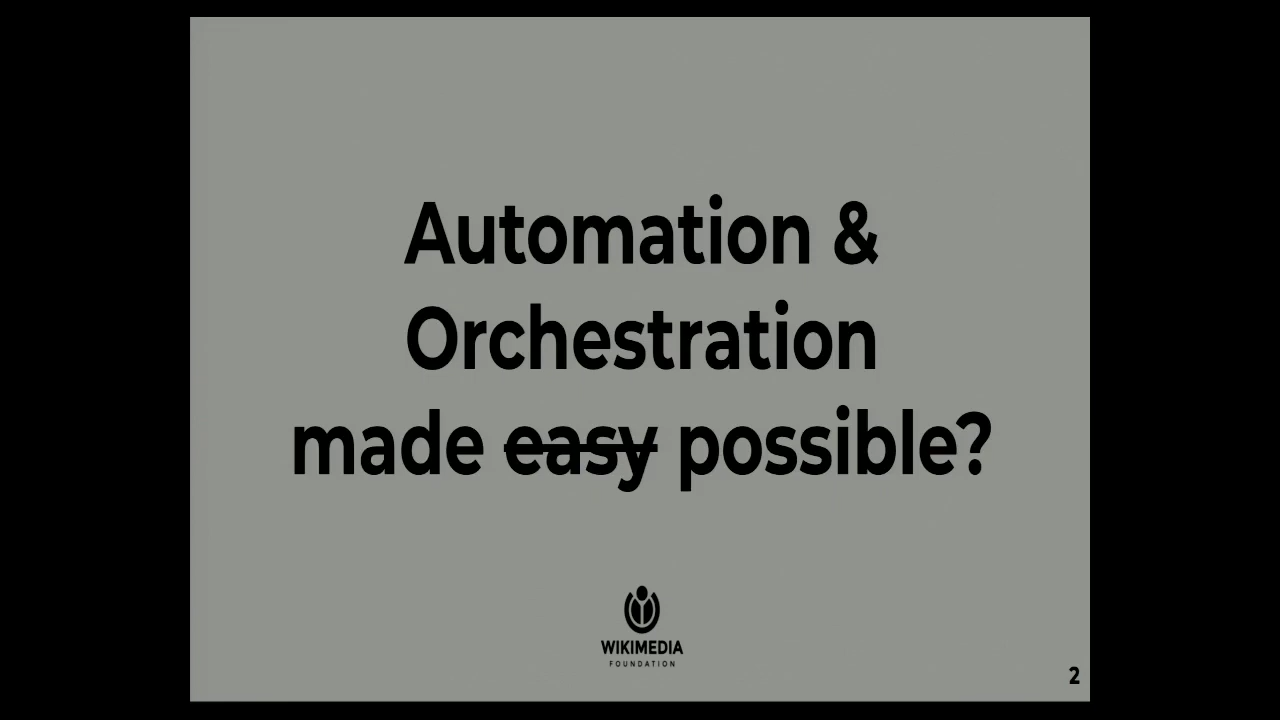 Automation &
Orchestration
made easy possible?
WIKIMEDIA
FOUNDATION
2